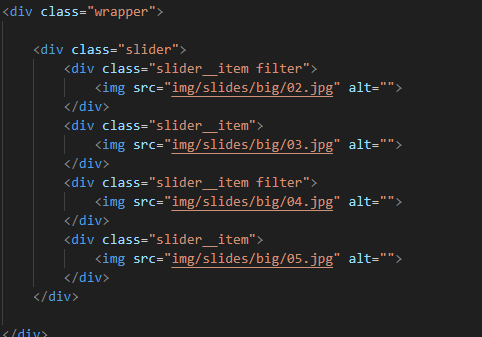 <div class="wrapper">
<div class="slider">
<div class="slider__item filter">
<img src="img/slides/big/02.jpg" alt="">
</div>
<div class="slider__item">
<img src="img/slides/big/03.jpg" alt="">
</div>
<div class="slider__item filter">
<img src="img/slides/big/04.jpg" alt="">
</div>
<div class="slider__item">
<img src="img/slides/big/05.jpg" alt="">
</div>
</div>
</div>